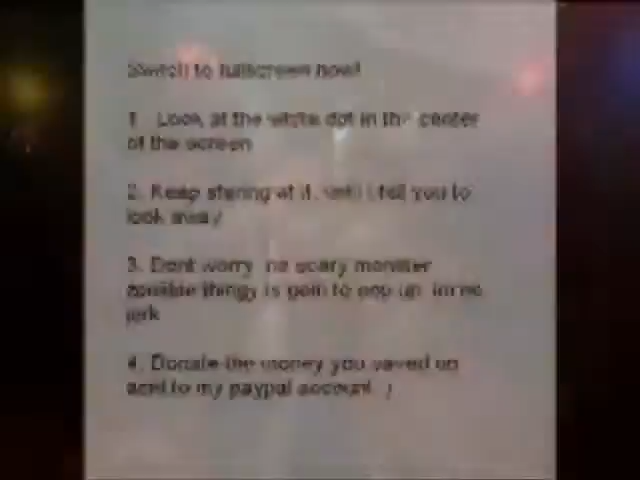 Switch to fullscreen now!
1. Look at the white dot in the center
of the screen
2. Keep staring at it, until i tell you to
look away
3. Dont worry no scary monster
zombie thingy is goin to pop up. im no
jerk
4. Donate the money you saved on
acid to my paypal account. ;)